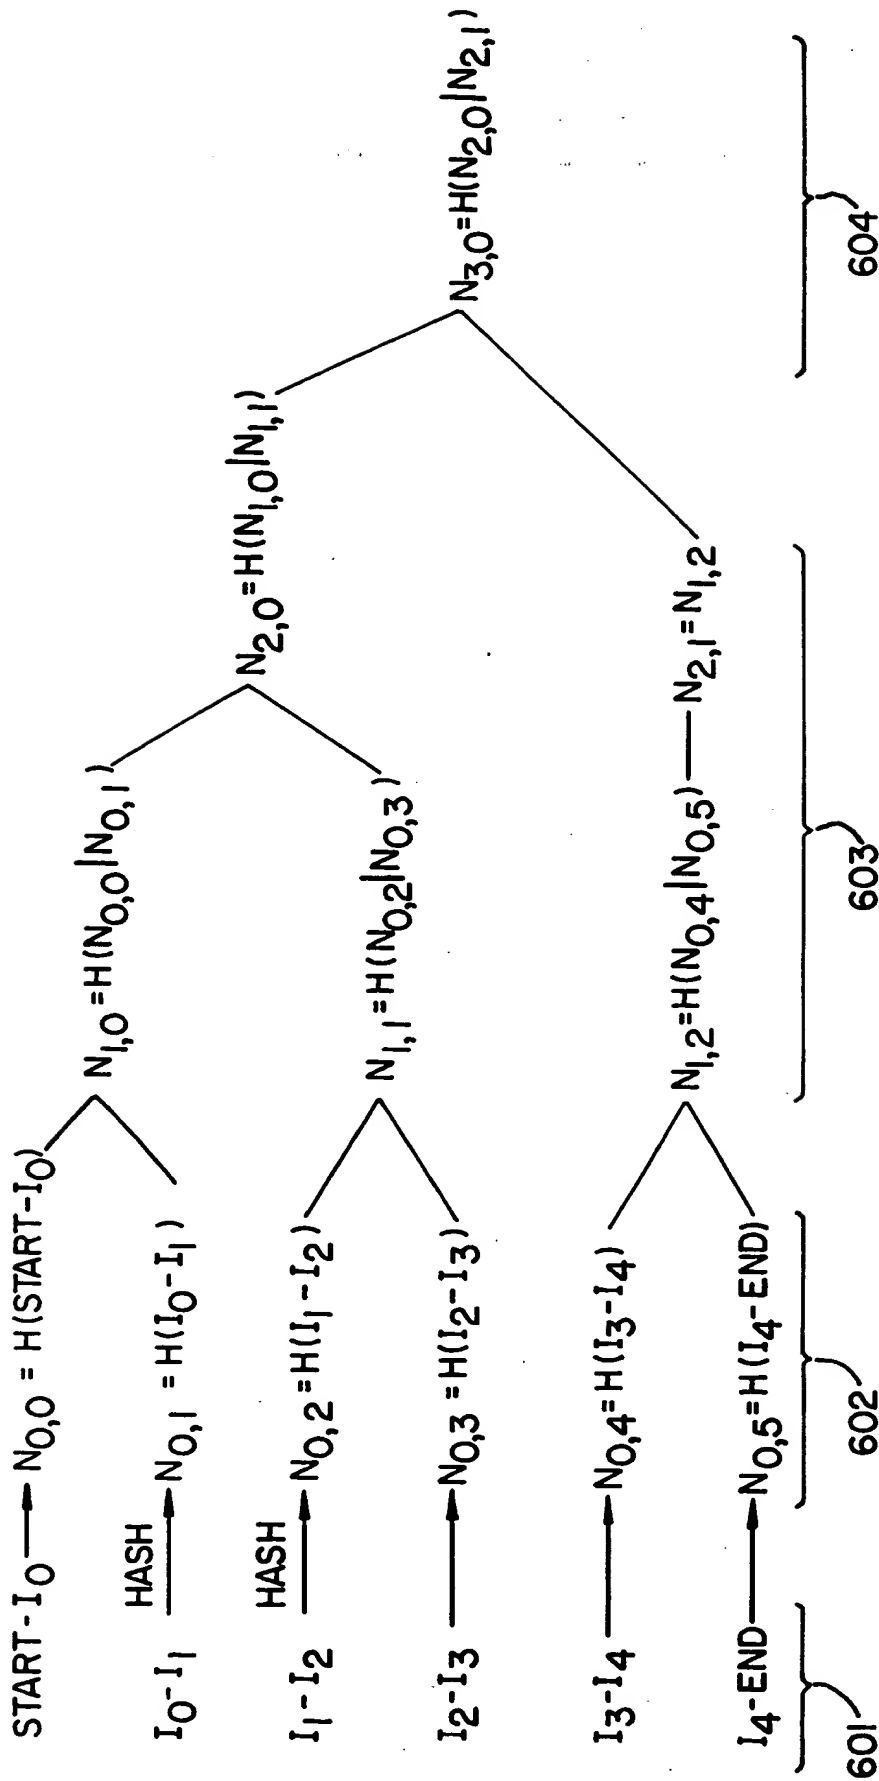 START-I0 → N0,0 = H(START-I0)
N1,0=H(N0,0|N0,1)
I0-I1 HASH → N0,1 = H(I0-I1)
N2,0=H(N1,0|N1,1)
I1-I2 HASH → N0,2=H(I1-I2)
N1,1=H(N0,2|N0,3)
I2-I3 → N0,3=H(I2-I3)
N3,0=H(N2,0|N2,1)
I3-I4 → N0,4=H(I3-I4)
N1,2=H(N0,4|N0,5) — N2,1=N1,2
I4-END → N0,5=H(I4-END)
601
602
603
604